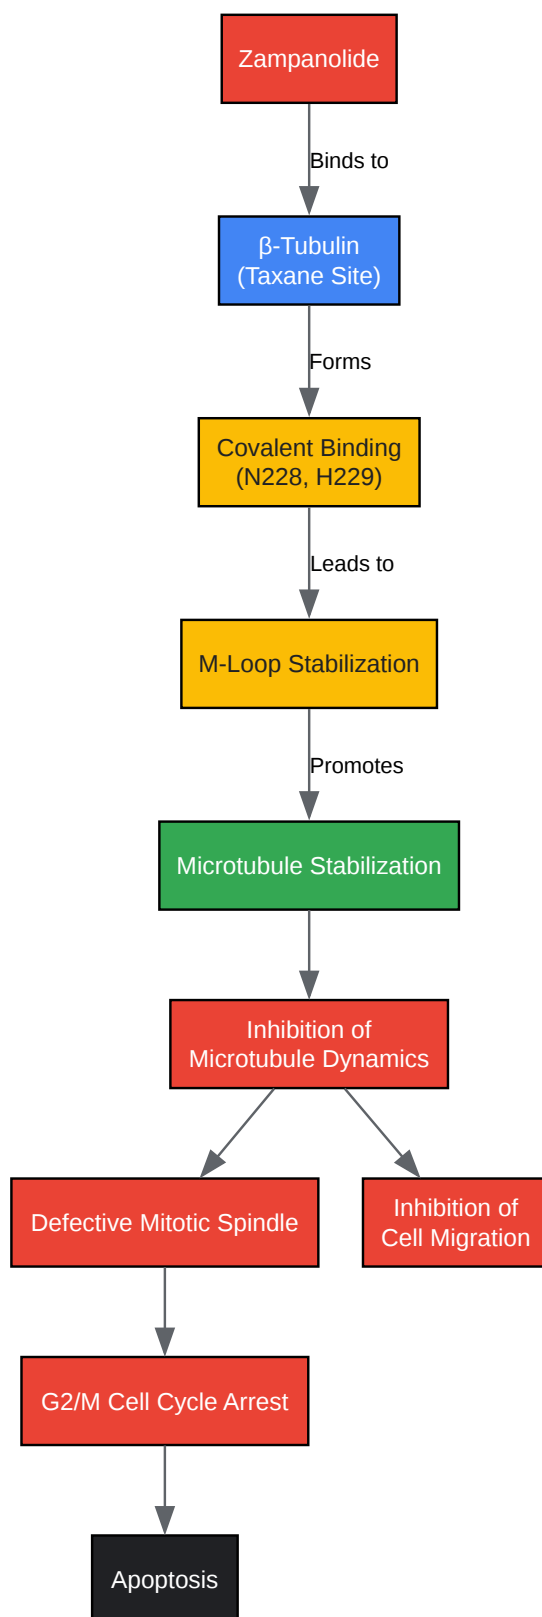 Zampanolide
Binds to
β-Tubulin
(Taxane Site)
Forms
Covalent Binding
(N228, H229)
Leads to
M-Loop Stabilization
Promotes
Microtubule Stabilization
Inhibition of
Microtubule Dynamics
Defective Mitotic Spindle
Inhibition of
Cell Migration
G2/M Cell Cycle Arrest
Apoptosis